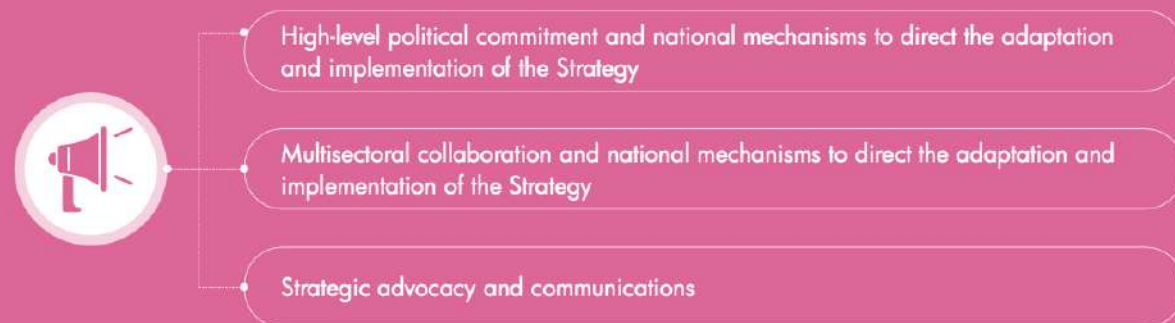 High-level political commitment and national mechanisms to direct the adaptation
and implementation of the Strategy
Multisectoral collaboration and national mechanisms to direct the adaptation and
implementation of the Strategy
Strategic advocacy and communications